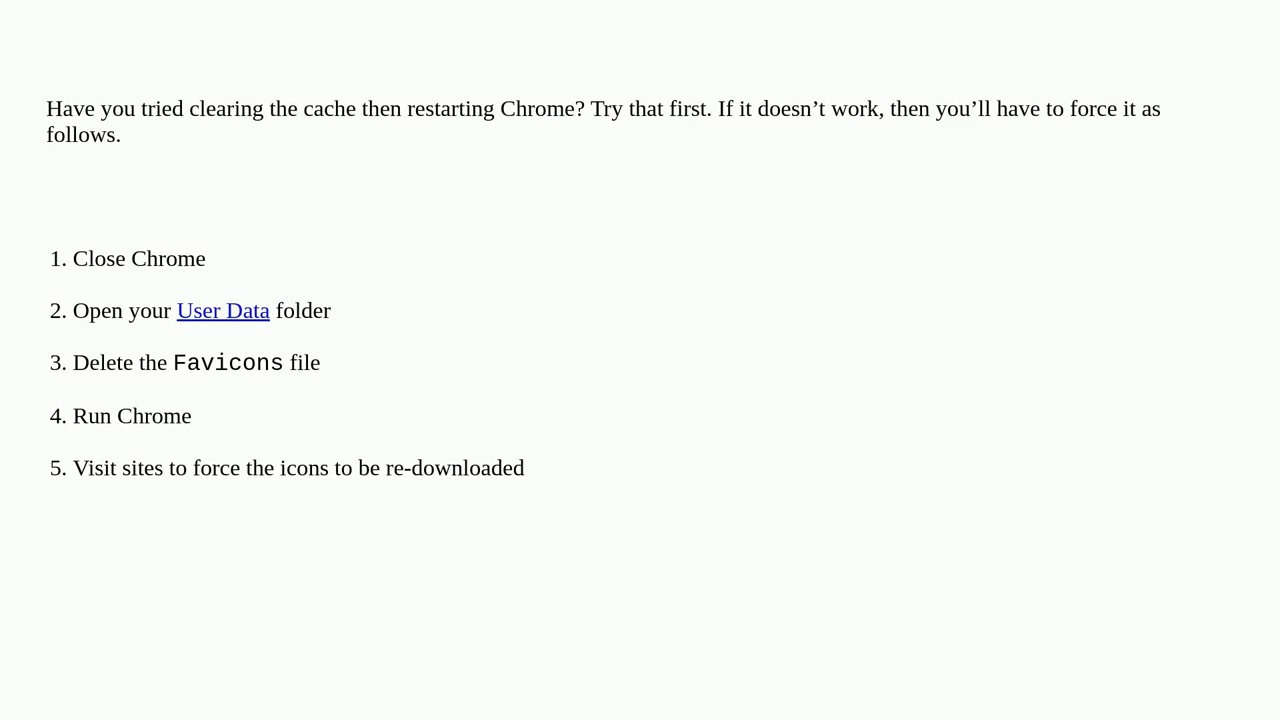 Have you tried clearing the cache then restarting Chrome? Try that first. If it doesn’t work, then you’ll have to force it as
follows.
1. Close Chrome
2. Open your User Data folder
3. Delete the Favicons file
4. Run Chrome
5. Visit sites to force the icons to be re-downloaded